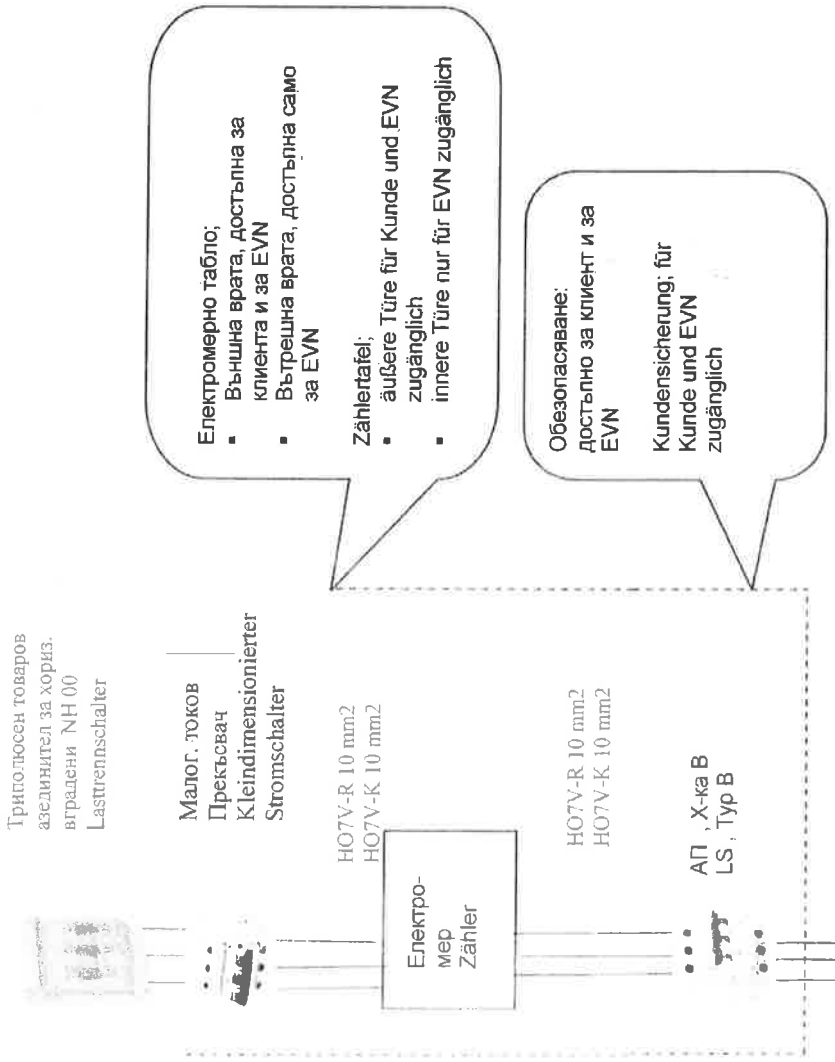 Триполюсен товаров
азединител за хориз.
вградени NH 00
Lasttrennschalter
Малог. токов
Прекъсвач
Kleindimensionierter
Stromschalter
HO7V-R 10 mm2
HO7V-K 10 mm2
Електро-
мер
Zähler
HO7V-R 10 mm2
HO7V-K 10 mm2
АП , Х-ка В
LS , Typ B
Електромерно табло;
▪ Външна врата, достъпна за
клиента и за EVN
▪ Вътрешна врата, достъпна само
за EVN
Zählertafel;
▪ äußere Türe für Kunde und EVN
zugänglich
▪ innere Türe nur für EVN zugänglich
Обезопасяване:
достъпно за клиент и за
EVN
Kundensicherung; für
Kunde und EVN
zugänglich